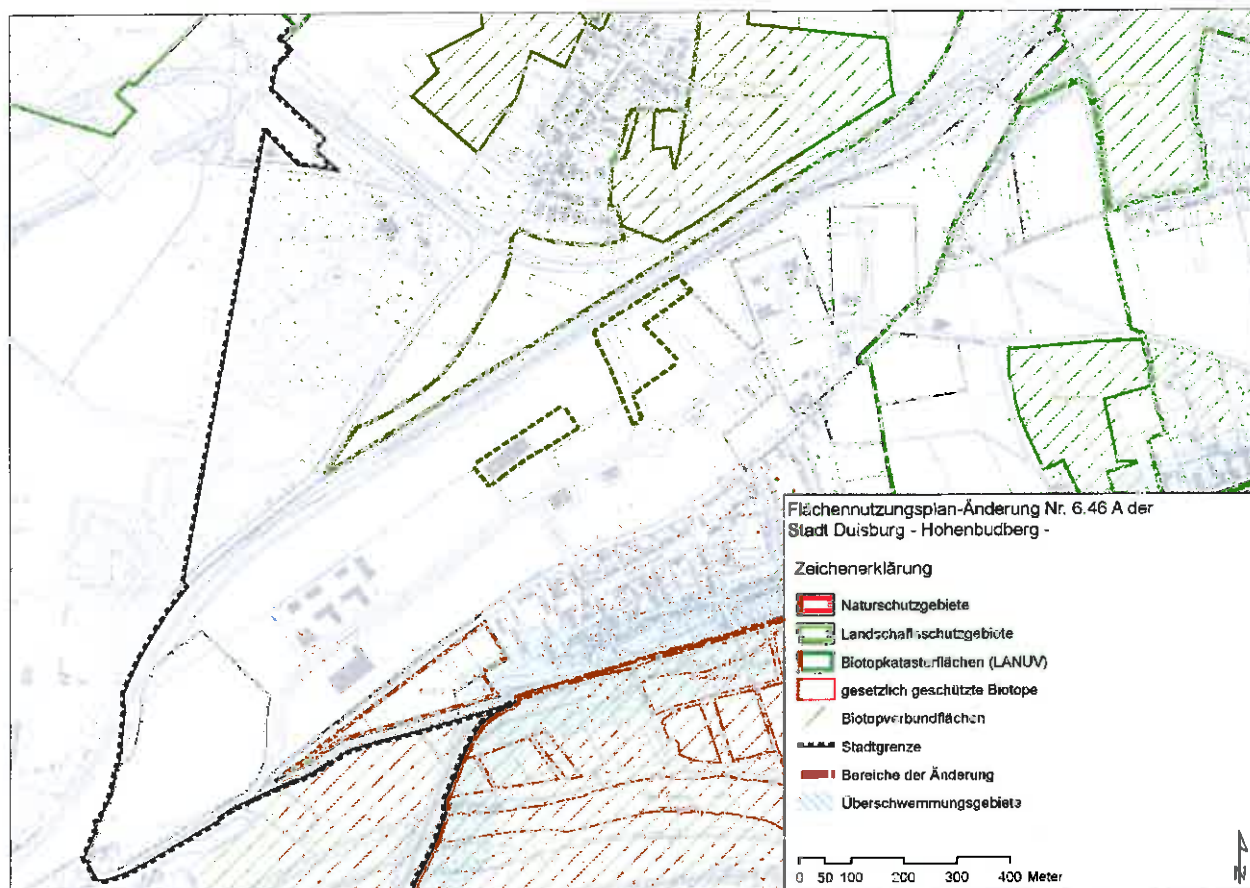 Flächennutzungsplan-Änderung Nr. 6.46 A der
Stadt Duisburg - Hohenbudberg -
Zeichenerklärung
Naturschutzgebiete
Landschaftsschutzgebiete
Biotopkatasterflächen (LANUV)
gesetzlich geschützte Biotope
Biotopverbundflächen
Stadtgrenze
Bereiche der Änderung
Überschwemmungsgebiete
0 50 100 200 300 400 Meter
N